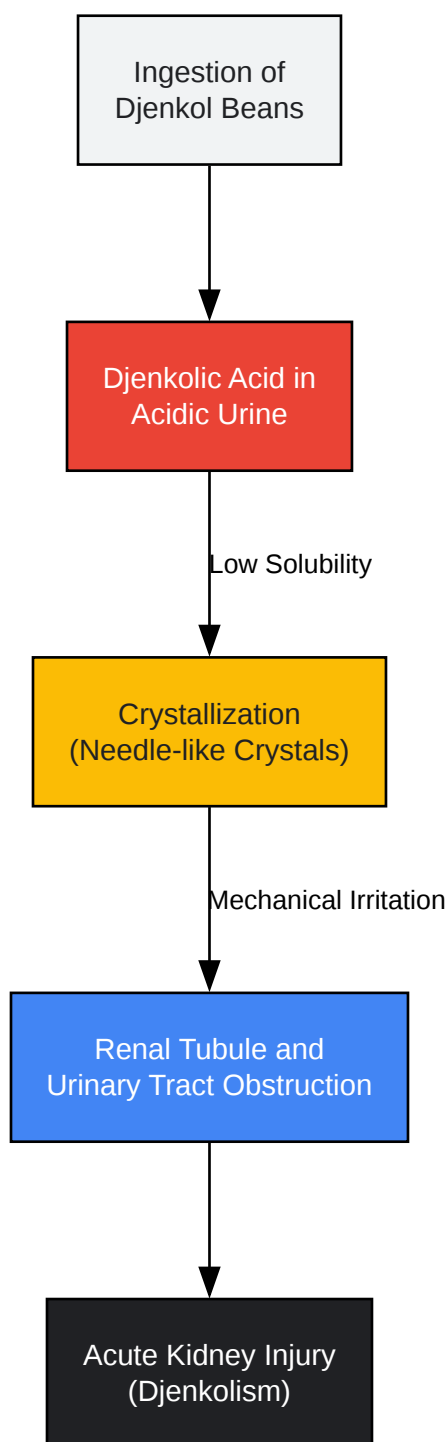 Ingestion of
Djenkol Beans
Djenkolic Acid in
Acidic Urine
Low Solubility
Crystallization
(Needle-like Crystals)
Mechanical Irritation
Renal Tubule and
Urinary Tract Obstruction
Acute Kidney Injury
(Djenkolism)